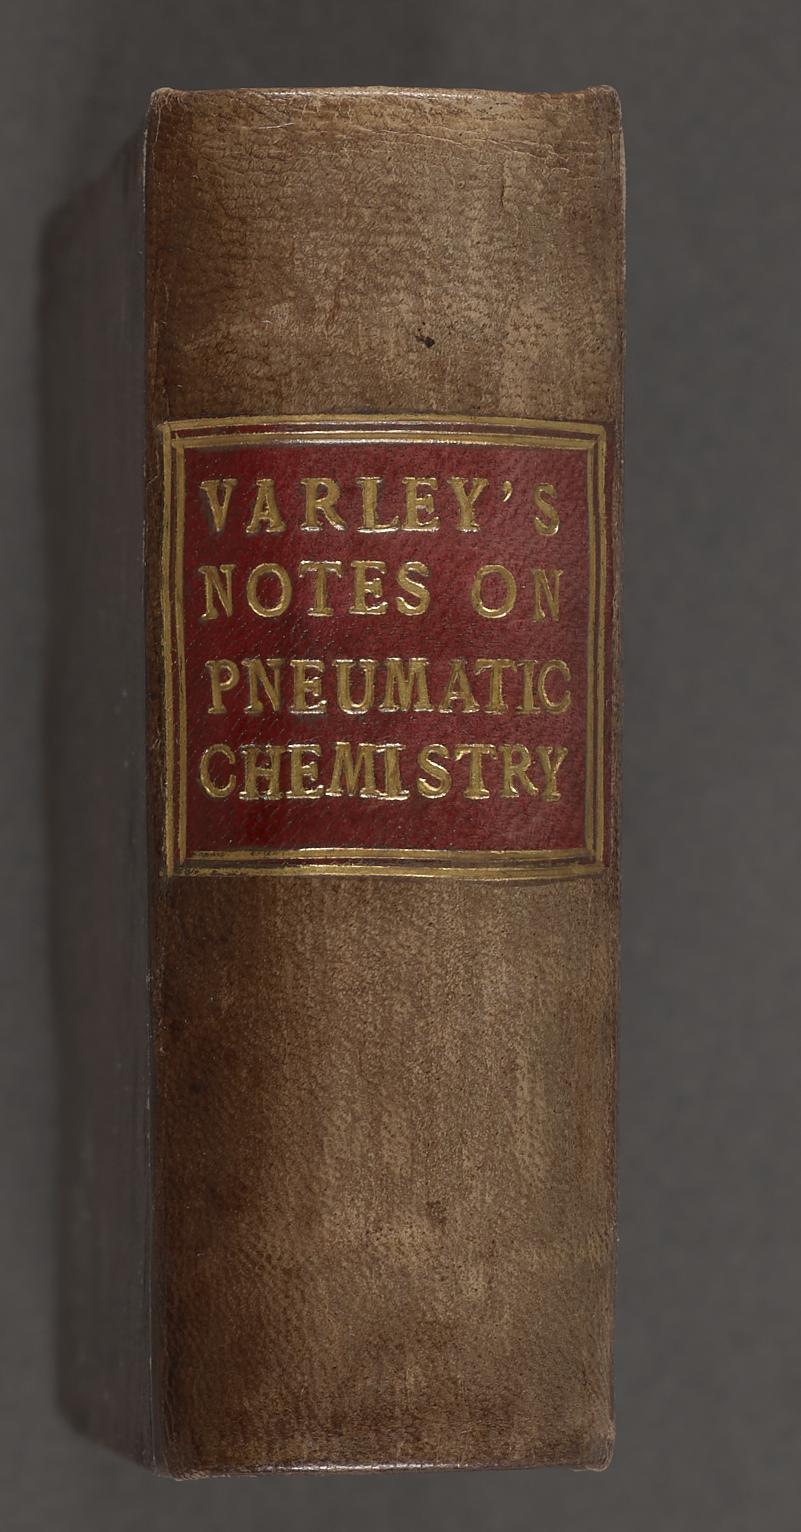 VARLEY'S
NOTES ON
PNEUMATIC
CHEMISTRY